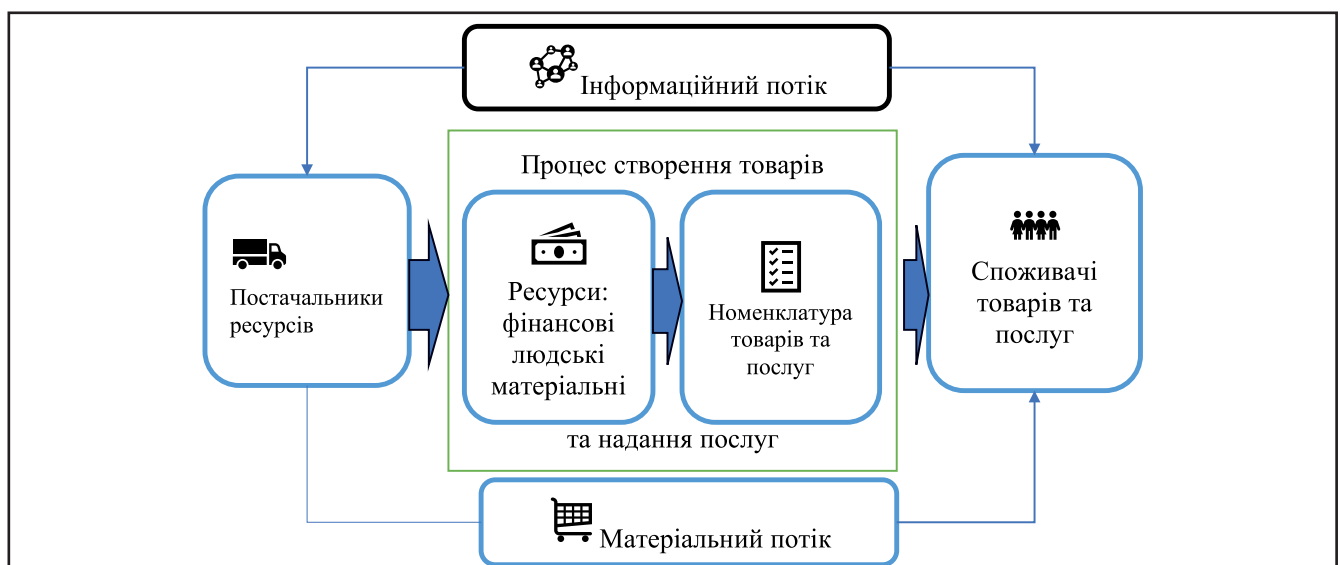 Інформаційний потік
Процес створення товарів
Постачальники
ресурсів
Ресурси:
фінансові
людські
матеріальні
Номенклатура
товарів та
послуг
Споживачі
товарів та
послуг
та надання послуг
Матеріальний потік